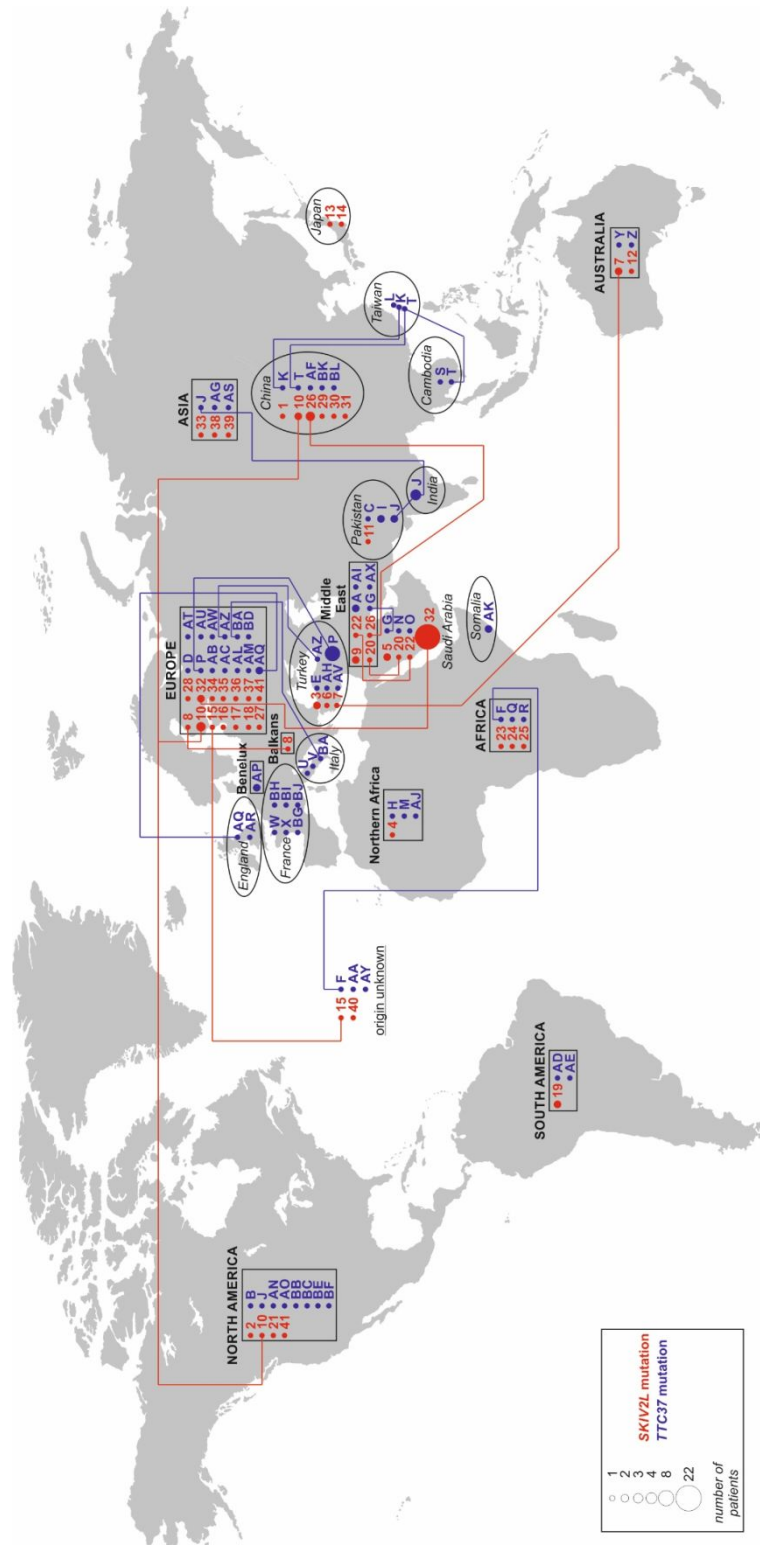 NORTH AMERICA
2 B
10 J
21 AN
41 AO
BB
BC
BE
BF
SOUTH AMERICA
19 AD
AE
15 F
40 AA
AY
origin unknown
England
AQ
AR
Benelux
AP
France
W BH
X BI
BG BJ
Balkans
8
Italy
U
V
BA
EUROPE
8 28 D AT
10 32 P AU
15 34 AB AW
16 35 AC AZ
17 36 AL BA
18 37 AM BD
27 41 AQ
Turkey
3 E AZ
6 AH P
7 AV
Northern Africa
4 H
M
AJ
AFRICA
23 F
24 Q
25 R
Middle
East
9 22 A AI
20 26 G AX
5 G
20 N
22 O
32
Saudi Arabia
Somalia
AK
Pakistan
11 C
I
J
India
J
ASIA
33 J
38 AG
39 AS
China
1 K
10 T
26 AF
29 BK
30 BL
31
Taiwan
L
K
T
Cambodia
S
T
Japan
13
14
AUSTRALIA
7 Y
12 Z
1
2
3
4
8
22
number of
patients
SKIV2L mutation
TTC37 mutation